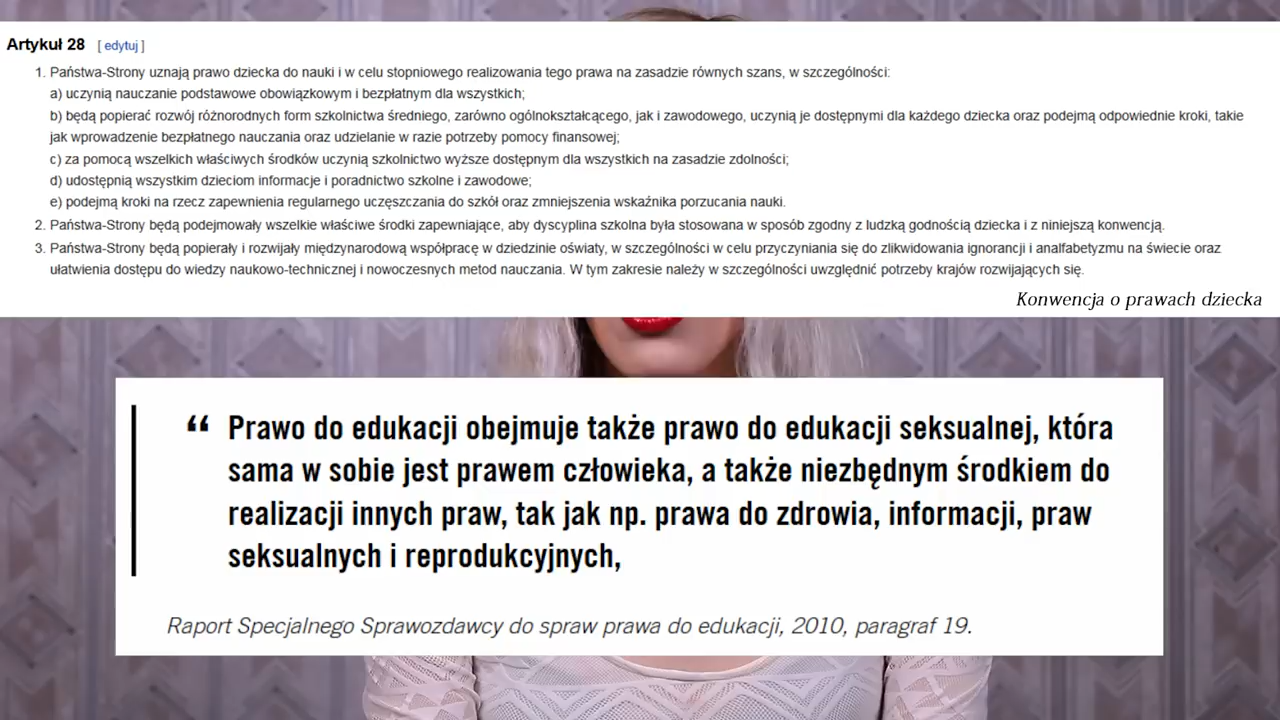 Artykuł 28 [ edytuj ]
1. Państwa-Strony uznają prawo dziecka do nauki i w celu stopniowego realizowania tego prawa na zasadzie równych szans, w szczególności:
a) uczynią nauczanie podstawowe obowiązkowym i bezpłatnym dla wszystkich;
b) będą popierać rozwój różnorodnych form szkolnictwa średniego, zarówno ogólnokształcącego, jak i zawodowego, uczynią je dostępnymi dla każdego dziecka oraz podejmą odpowiednie kroki, takie
jak wprowadzenie bezpłatnego nauczania oraz udzielanie w razie potrzeby pomocy finansowej;
c) za pomocą wszelkich właściwych środków uczynią szkolnictwo wyższe dostępnym dla wszystkich na zasadzie zdolności;
d) udostępnią wszystkim dzieciom informacje i poradnictwo szkolne i zawodowe;
e) podejmą kroki na rzecz zapewnienia regularnego uczęszczania do szkół oraz zmniejszenia wskaźnika porzucania nauki.
2. Państwa-Strony będą podejmowały wszelkie właściwe środki zapewniające, aby dyscyplina szkolna była stosowana w sposób zgodny z ludzką godnością dziecka i z niniejszą konwencją.
3. Państwa-Strony będą popierały i rozwijały międzynarodową współpracę w dziedzinie oświaty, w szczególności w celu przyczyniania się do zlikwidowania ignorancji i analfabetyzmu na świecie oraz
ułatwienia dostępu do wiedzy naukowo-technicznej i nowoczesnych metod nauczania. W tym zakresie należy w szczególności uwzględnić potrzeby krajów rozwijających się.
Konwencja o prawach dziecka
“ Prawo do edukacji obejmuje także prawo do edukacji seksualnej, która
sama w sobie jest prawem człowieka, a także niezbędnym środkiem do
realizacji innych praw, tak jak np. prawa do zdrowia, informacji, praw
seksualnych i reprodukcyjnych,
Raport Specjalnego Sprawozdawcy do spraw prawa do edukacji, 2010, paragraf 19.